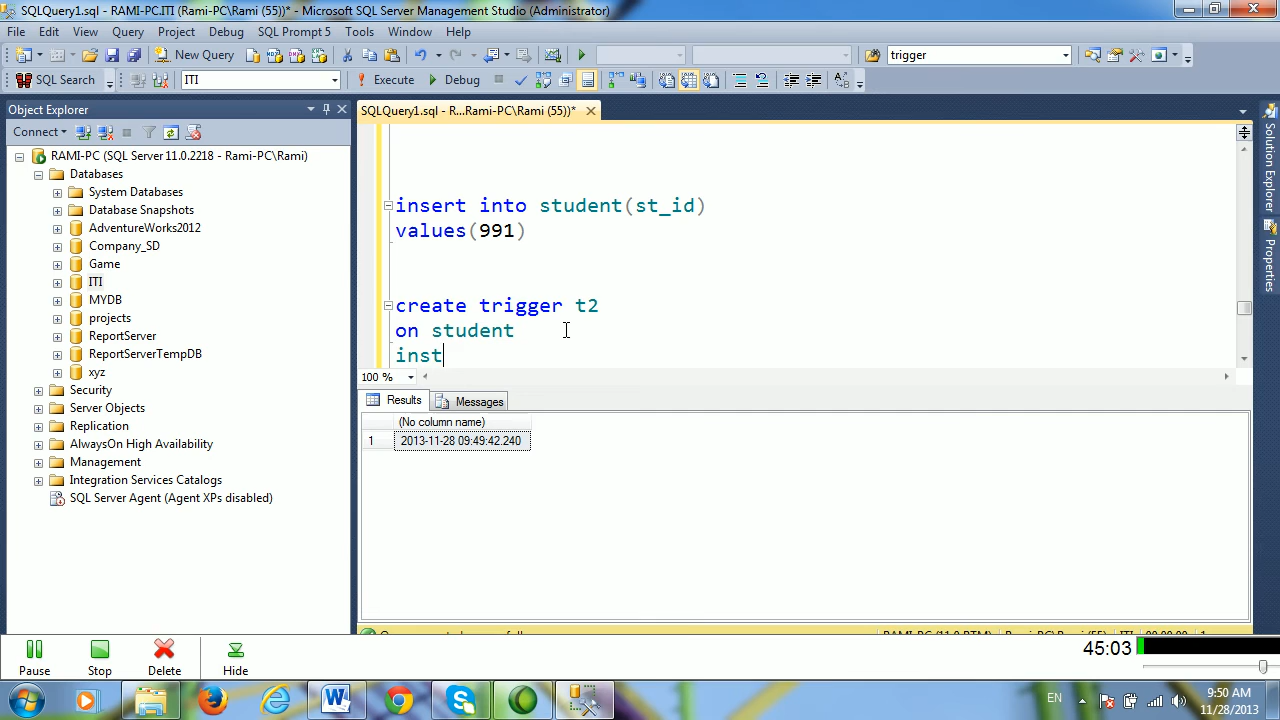 SQLQuery1.sql - RAMI-PC.ITI (Rami-PC\Rami (55))* - Microsoft SQL Server Management Studio (Administrator)
File Edit View Query Project Debug SQL Prompt 5 Tools Window Help
New Query trigger
SQL Search ITI Execute Debug
Object Explorer
SQLQuery1.sql - R...Rami-PC\Rami (55))*
Connect
RAMI-PC (SQL Server 11.0.2218 - Rami-PC\Rami)
Databases
System Databases
Database Snapshots
AdventureWorks2012
Company_SD
Game
ITI
MYDB
projects
ReportServer
ReportServerTempDB
xyz
Security
Server Objects
Replication
AlwaysOn High Availability
Management
Integration Services Catalogs
SQL Server Agent (Agent XPs disabled)
insert into student(st_id)
values(991)
create trigger t2
on student
inst
100 %
Results Messages
(No column name)
1 2013-11-28 09:49:42.240
Solution Explorer
Properties
Pause Stop Delete Hide
45:03
EN
9:50 AM
11/28/2013